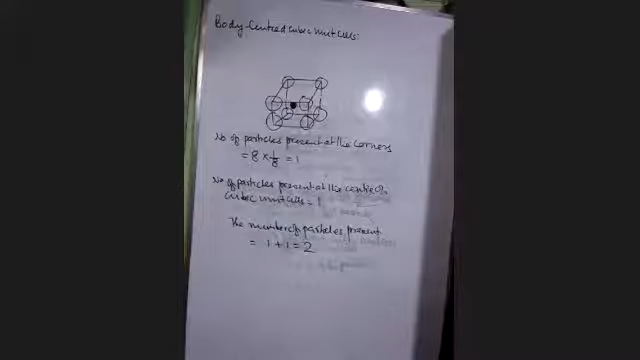 Body-Centred cubic unit cells:
No of particles present at the corners
= 8 × 1/8 = 1
No of particles present at the centre of
cubic unit cells = 1
The number of particles present
= 1 + 1 = 2